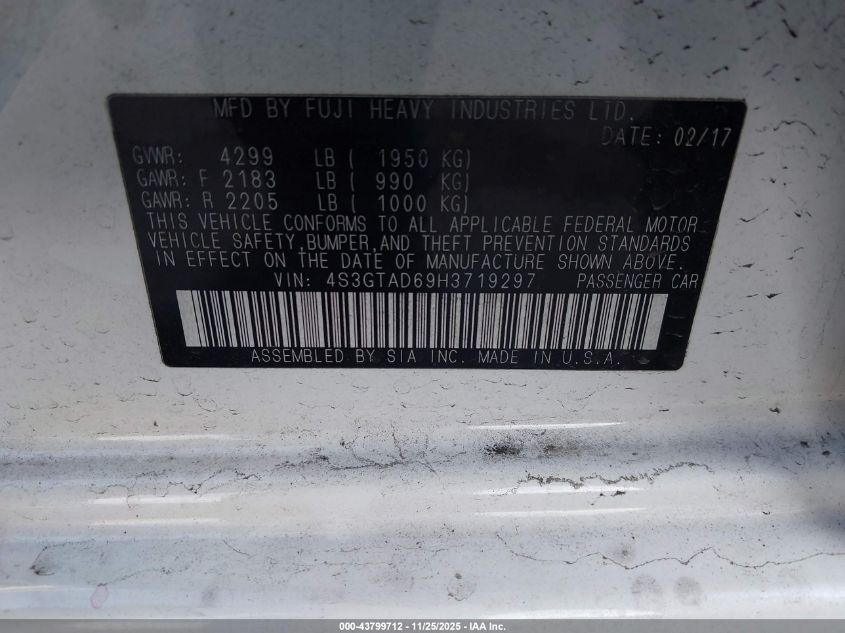 MFD BY FUJI HEAVY INDUSTRIES LTD.
DATE: 02/17
GVWR: 4299 LB ( 1950 KG)
GAWR: F 2183 LB ( 990 KG)
GAWR: R 2205 LB ( 1000 KG)
THIS VEHICLE CONFORMS TO ALL APPLICABLE FEDERAL MOTOR
VEHICLE SAFETY,BUMPER,AND THEFT PREVENTION STANDARDS
IN EFFECT ON THE DATE OF MANUFACTURE SHOWN ABOVE.
VIN: 4S3GTAD69H3719297 PASSENGER CAR
ASSEMBLED BY SIA INC. MADE IN U.S.A.
000-43799712 - 11/25/2025 - IAA Inc.